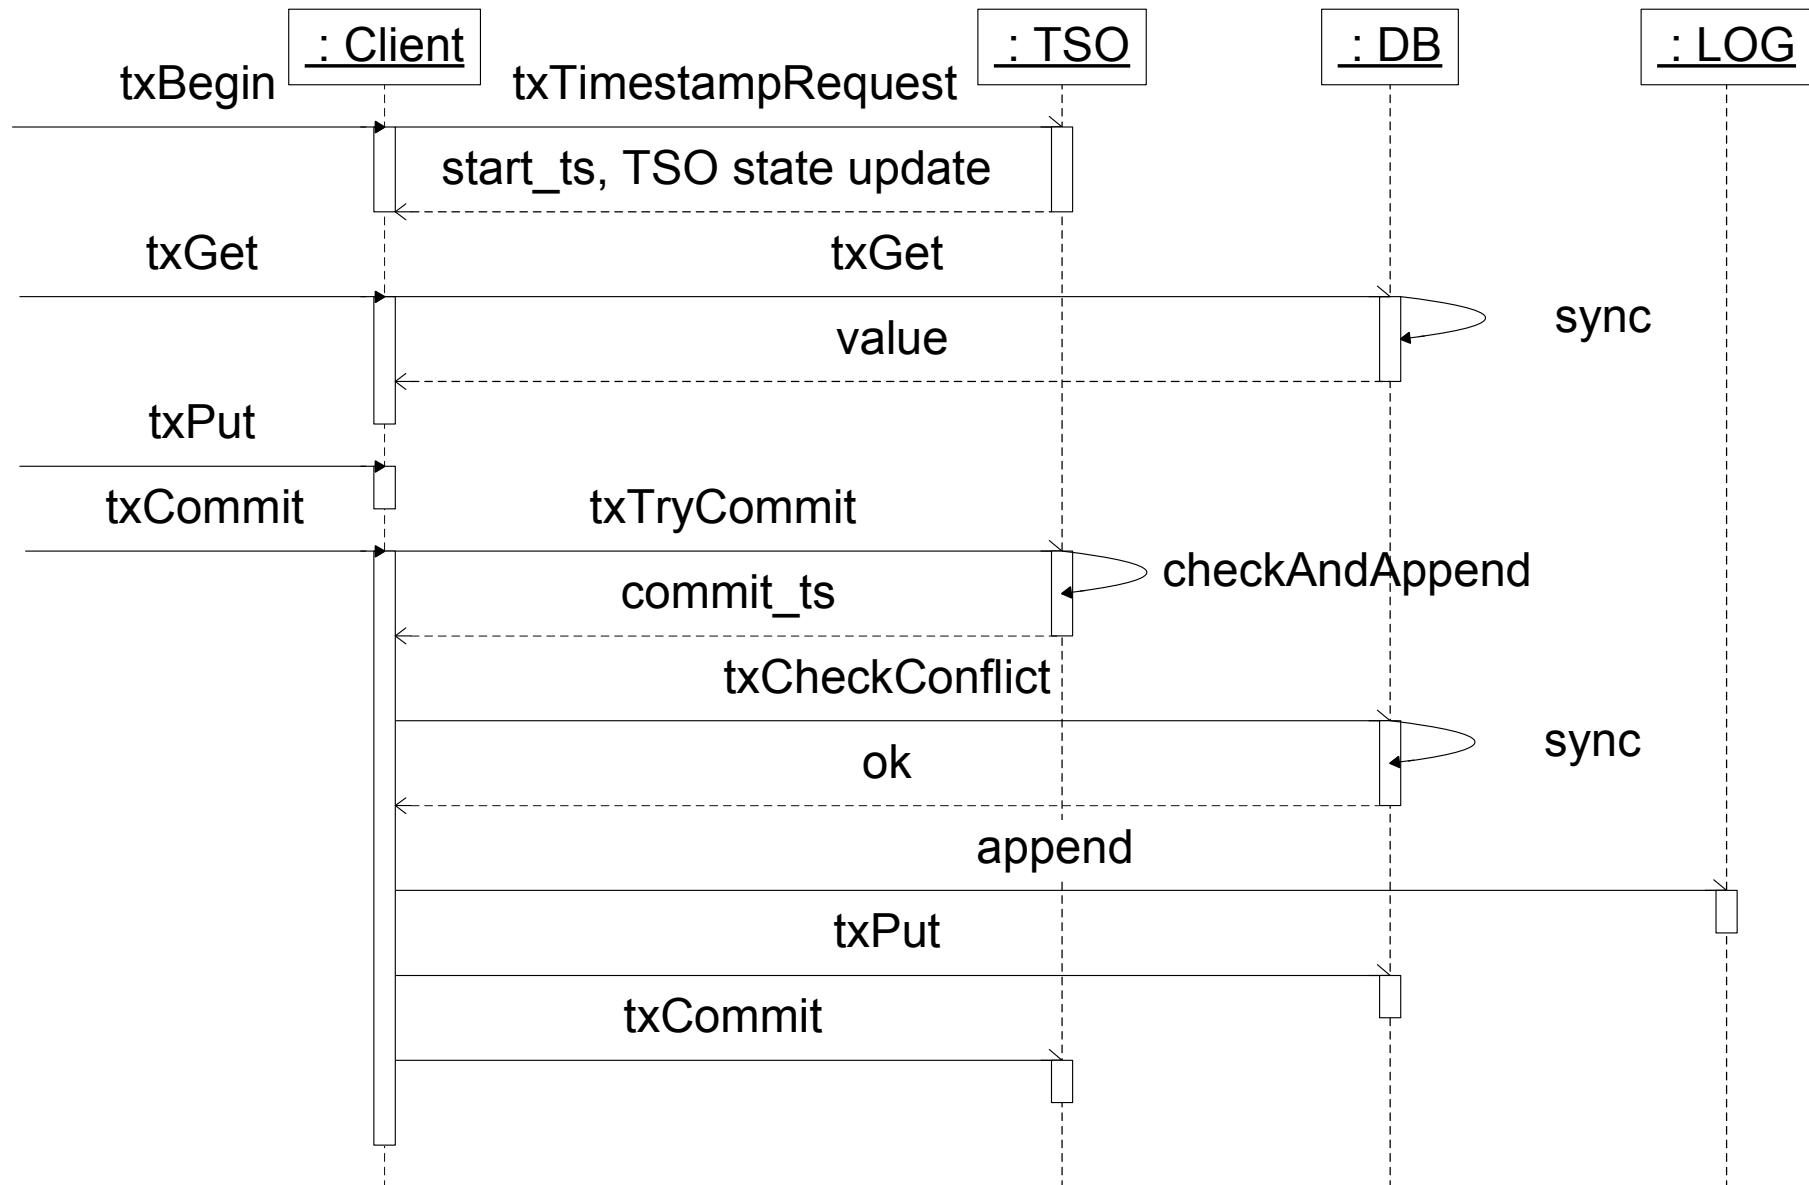 : Client
: TSO
: DB
: LOG
txBegin
txTimestampRequest
start_ts, TSO state update
txGet
txGet
sync
value
txPut
txCommit
txTryCommit
checkAndAppend
commit_ts
txCheckConflict
sync
ok
append
txPut
txCommit